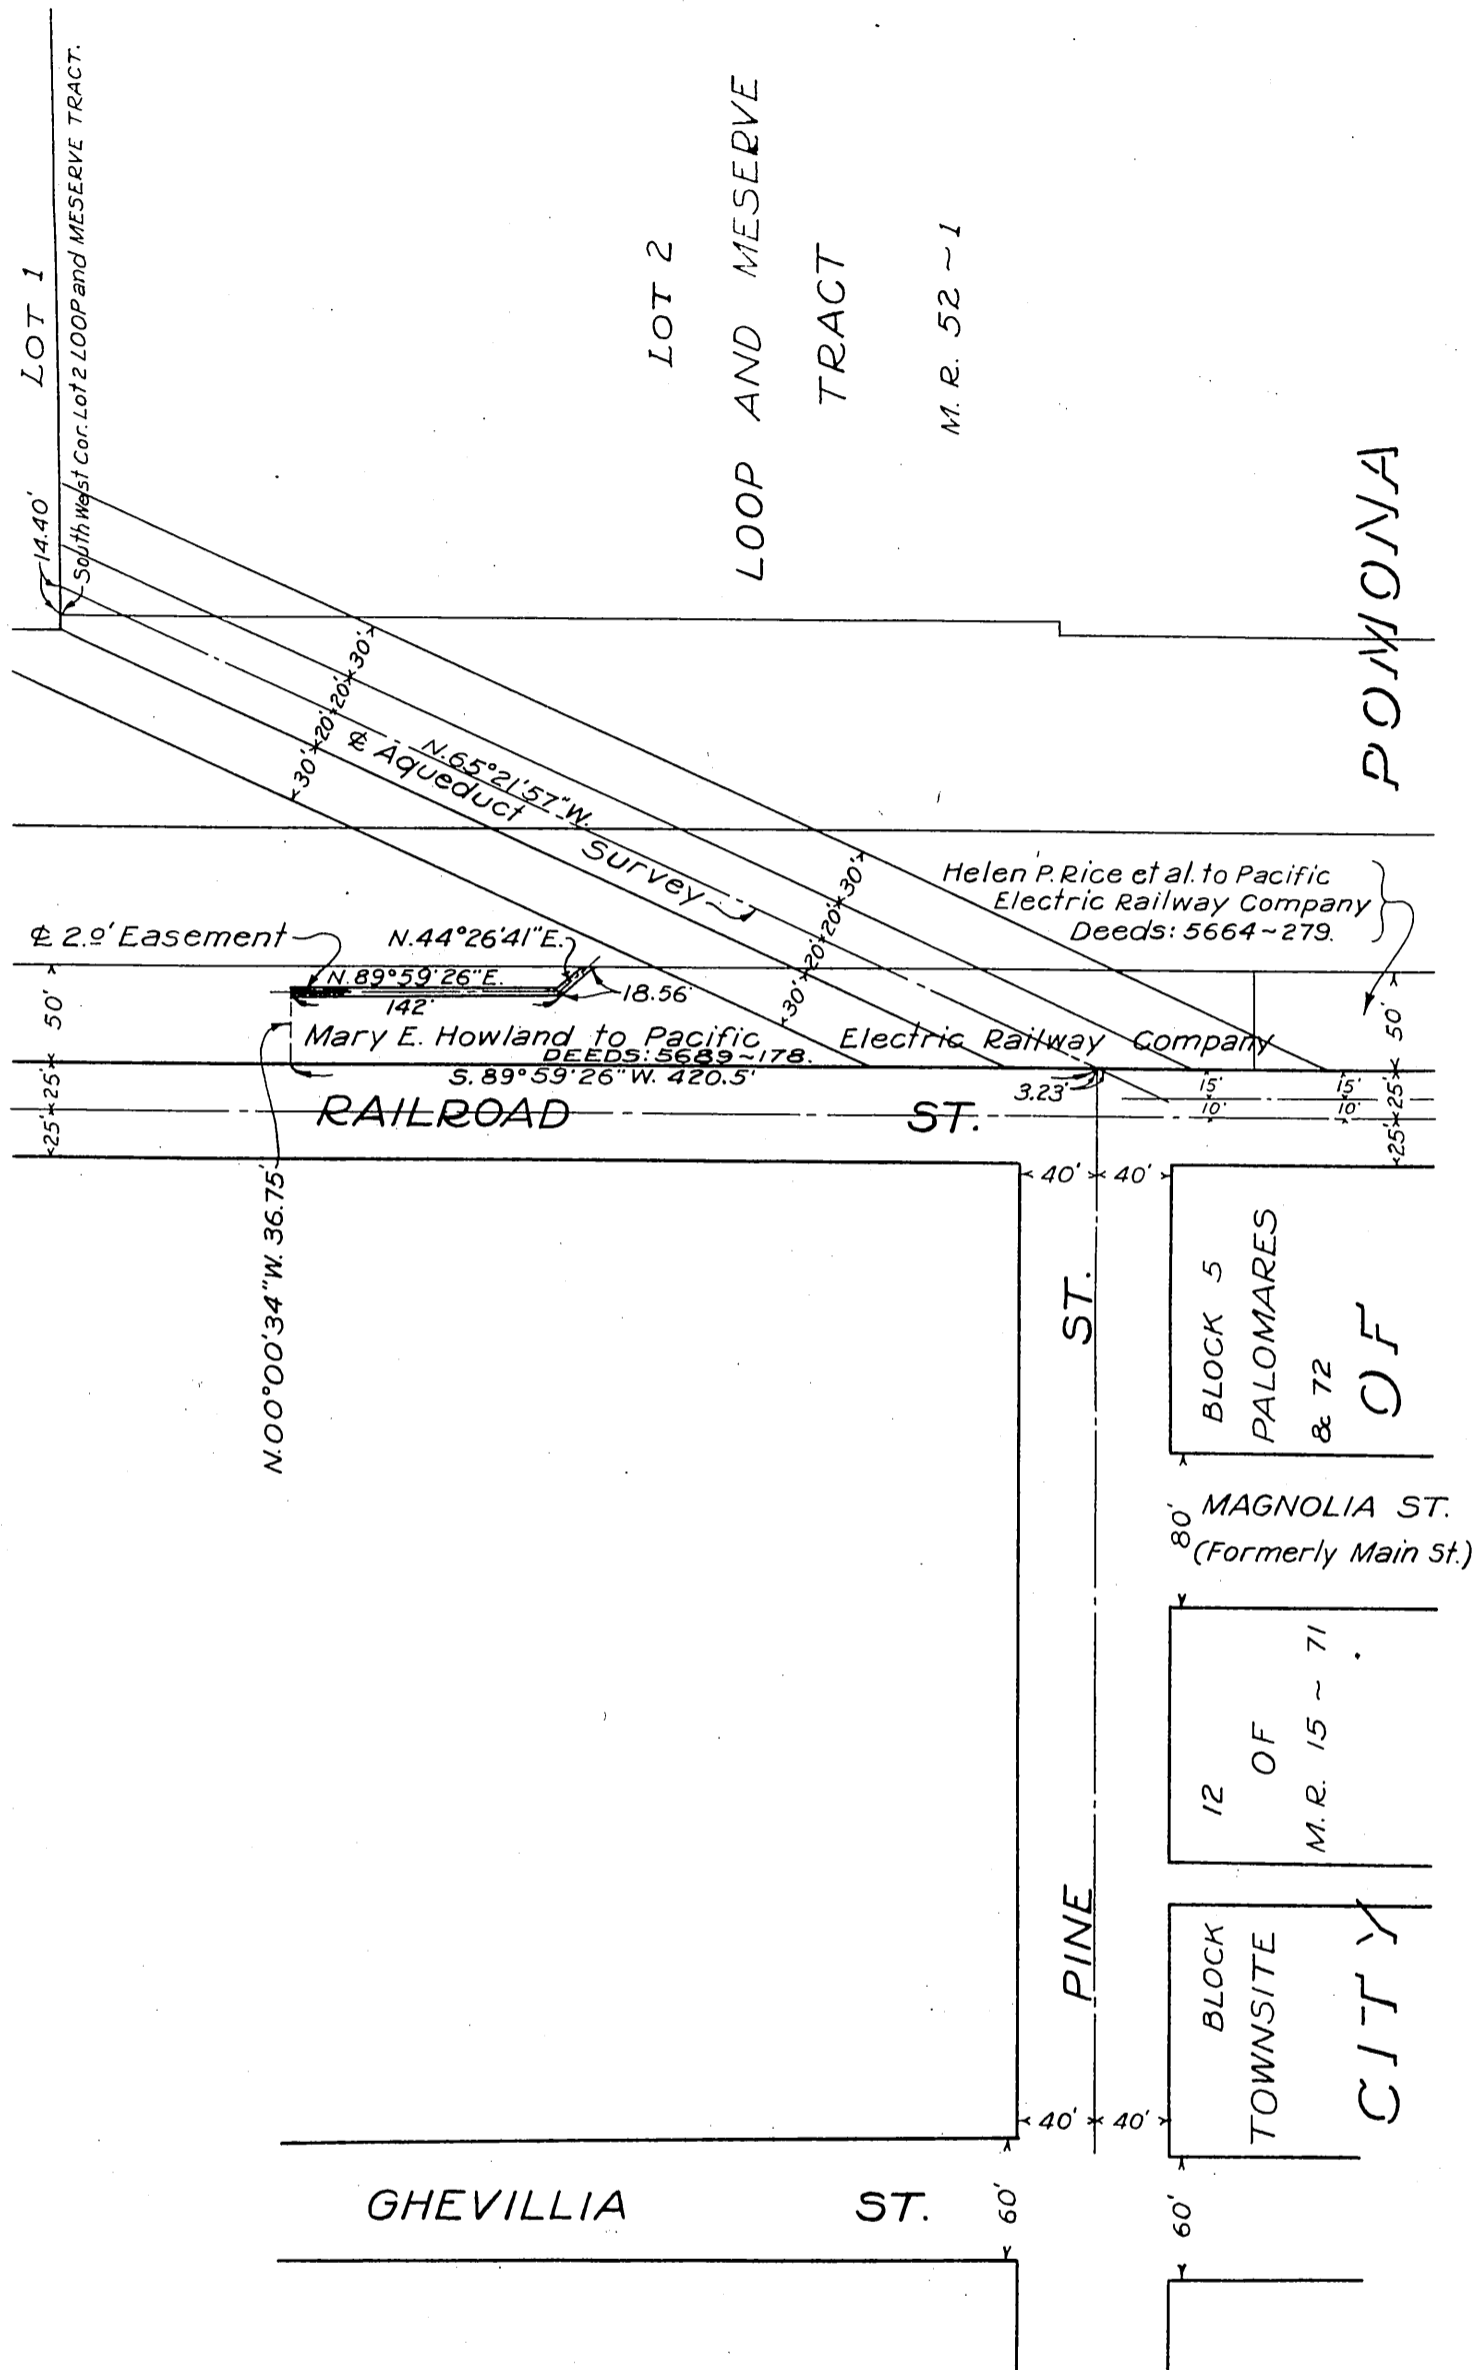 LOT 1
SouthWest Cor. Lot 2 LOOP and MESERVE TRACT.
14.40'
LOT 2
LOOP AND MESERVE
TRACT
M. R. 52 ~ 1
POMONA
30' 20' 20' 30'
N.65°21'57"W.
℄ Aqueduct Survey
30' 20' 20' 30'
Helen P. Rice et al. to Pacific
Electric Railway Company
Deeds: 5664~279.
℄ 2.0' Easement
N.44°26'41"E.
N.89°59'26"E.
142'
18.56'
50'
50'
Mary E. Howland to Pacific Electric Railway Company
DEEDS: 5689~178.
S. 89°59'26" W. 420.5'
3.23'
15'
15'
10'
10'
25' 25'
25' 25'
RAILROAD ST.
N.00°00'34"W. 36.75'
40' 40'
PINE ST.
BLOCK 5
PALOMARES
& 72
OF
80'
MAGNOLIA ST.
(Formerly Main St.)
12
OF
M. R. 15 ~ 71
BLOCK
TOWNSITE
CITY
40' 40'
GHEVILLIA ST.
60'
60'